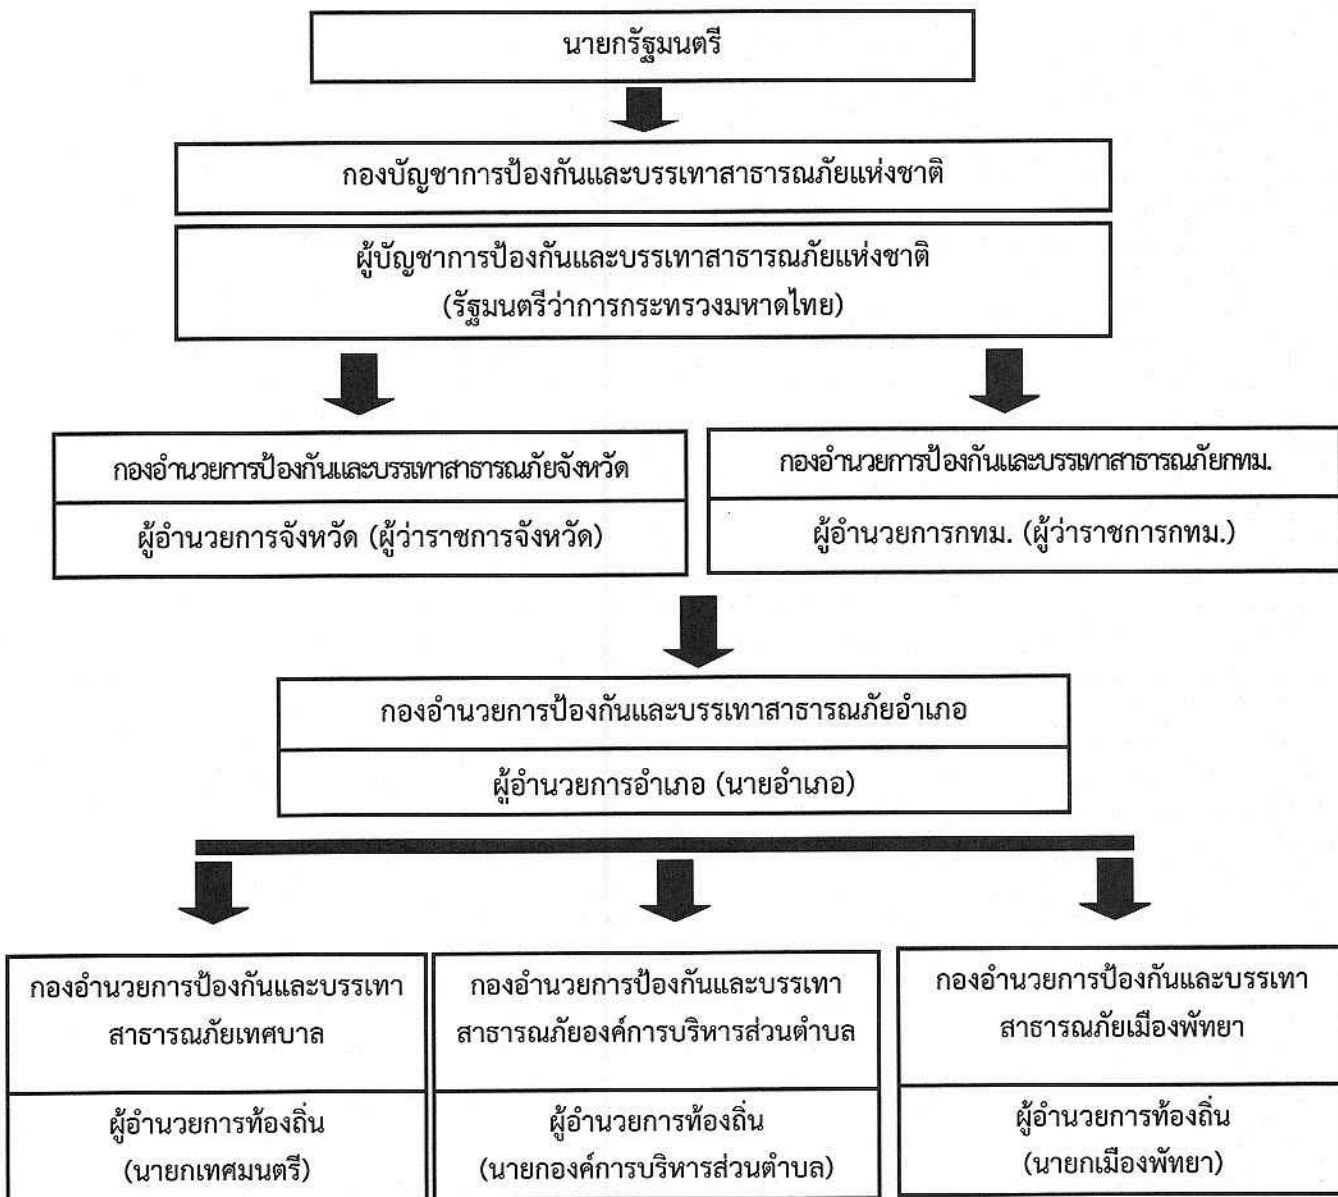 นายกรัฐมนตรี
กองบัญชาการป้องกันและบรรเทาสาธารณภัยแห่งชาติ
ผู้บัญชาการป้องกันและบรรเทาสาธารณภัยแห่งชาติ
(รัฐมนตรีว่าการกระทรวงมหาดไทย)
กองอำนวยการป้องกันและบรรเทาสาธารณภัยจังหวัด
ผู้อำนวยการจังหวัด (ผู้ว่าราชการจังหวัด)
กองอำนวยการป้องกันและบรรเทาสาธารณภัยกทม.
ผู้อำนวยการกทม. (ผู้ว่าราชการกทม.)
กองอำนวยการป้องกันและบรรเทาสาธารณภัยอำเภอ
ผู้อำนวยการอำเภอ (นายอำเภอ)
กองอำนวยการป้องกันและบรรเทา
สาธารณภัยเทศบาล
ผู้อำนวยการท้องถิ่น
(นายกเทศมนตรี)
กองอำนวยการป้องกันและบรรเทา
สาธารณภัยองค์การบริหารส่วนตำบล
ผู้อำนวยการท้องถิ่น
(นายกองค์การบริหารส่วนตำบล)
กองอำนวยการป้องกันและบรรเทา
สาธารณภัยเมืองพัทยา
ผู้อำนวยการท้องถิ่น
(นายกเมืองพัทยา)